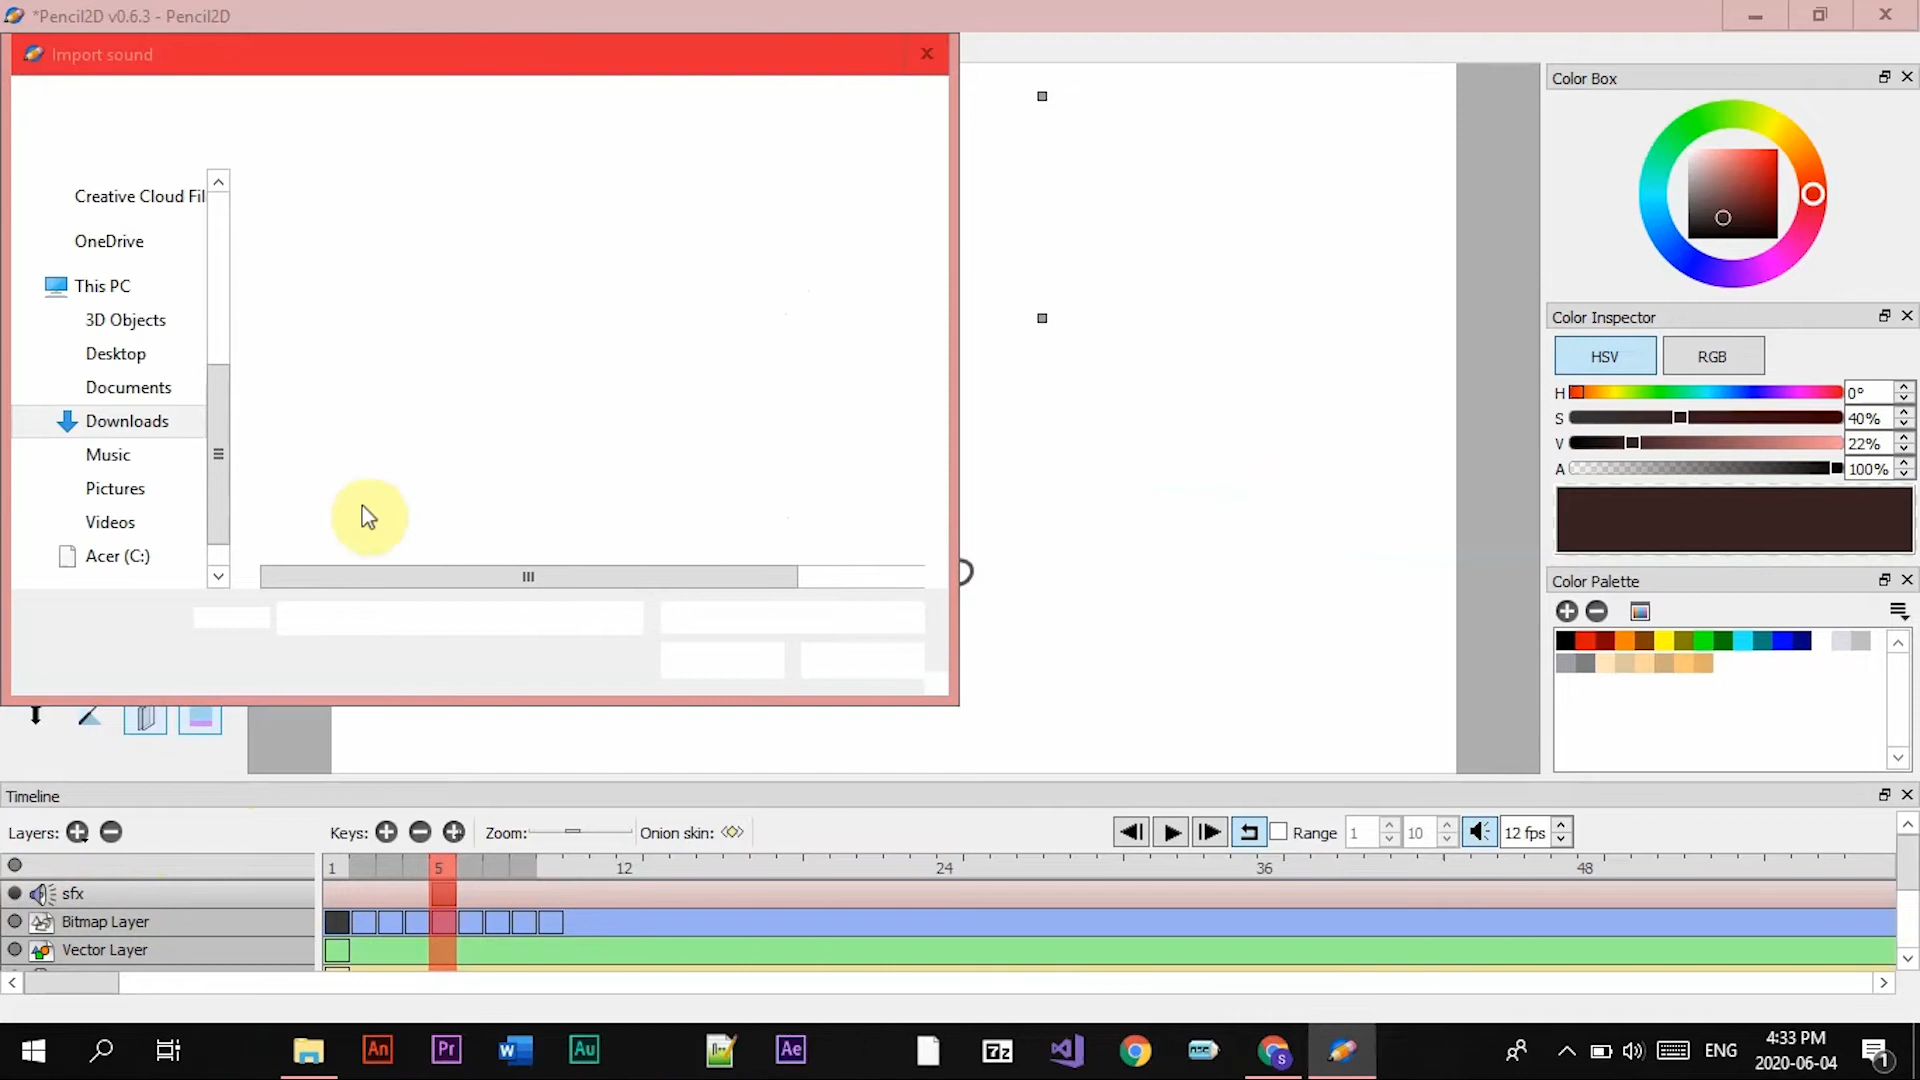 *Pencil2D v0.6.3 - Pencil2D
Import sound
Creative Cloud Fil
OneDrive
This PC
3D Objects
Desktop
Documents
Downloads
Music
Pictures
Videos
Acer (C:)
Color Box
Color Inspector
HSV RGB
H 0°
S 40%
V 22%
A 100%
Color Palette
Timeline
Layers: Keys: Zoom: Onion skin: Range 1 10 12 fps
1 5 12 24 36 48
sfx
Bitmap Layer
Vector Layer
An Pr W Au Ae 7z S ENG
4:33 PM
2020-06-04
1